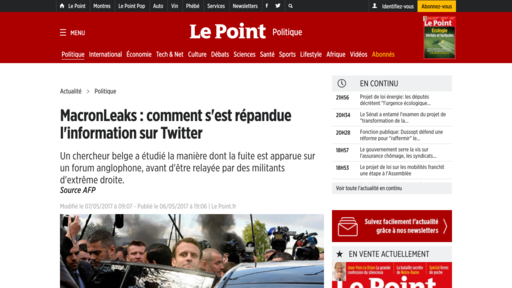 Le Point
Montres
Le Point Pop
Auto
Vin
Phébé
Services
Newsletters
Identifiez-vous
Abonnez-vous
MENU
Le Point
Politique
Le Point
Écologie
Politique
International
Économie
Tech & Net
Culture
Débats
Sciences
Santé
Sports
Lifestyle
Afrique
Vidéos
Abonnés
Actualité > Politique
MacronLeaks : comment s'est répandue
l'information sur Twitter
Un chercheur belge a étudié la manière dont la fuite est apparue sur
un forum anglophone, avant d'être relayée par des militants
d'extrême droite.
Source AFP
Modifié le 07/05/2017 à 09:07 - Publié le 06/05/2017 à 19:06 | Le Point.fr
EN CONTINU
21H56 Projet de loi énergie: les députés
décrètent "l'urgence écologique...
20H34 Le Sénat a entamé l'examen du projet de
"transformation de la...
20H28 Fonction publique: Dussopt défend une
réforme pour "raffermir" le...
18H57 Le gouvernement serre la vis sur
l'assurance chômage, les syndicats...
18H53 Le projet de loi sur les mobilités franchit
une étape à l'Assemblée
Voir toute l'actualité en continu
Suivez facilement l'actualité
grâce à nos newsletters
EN VENTE ACTUELLEMENT
Le Point